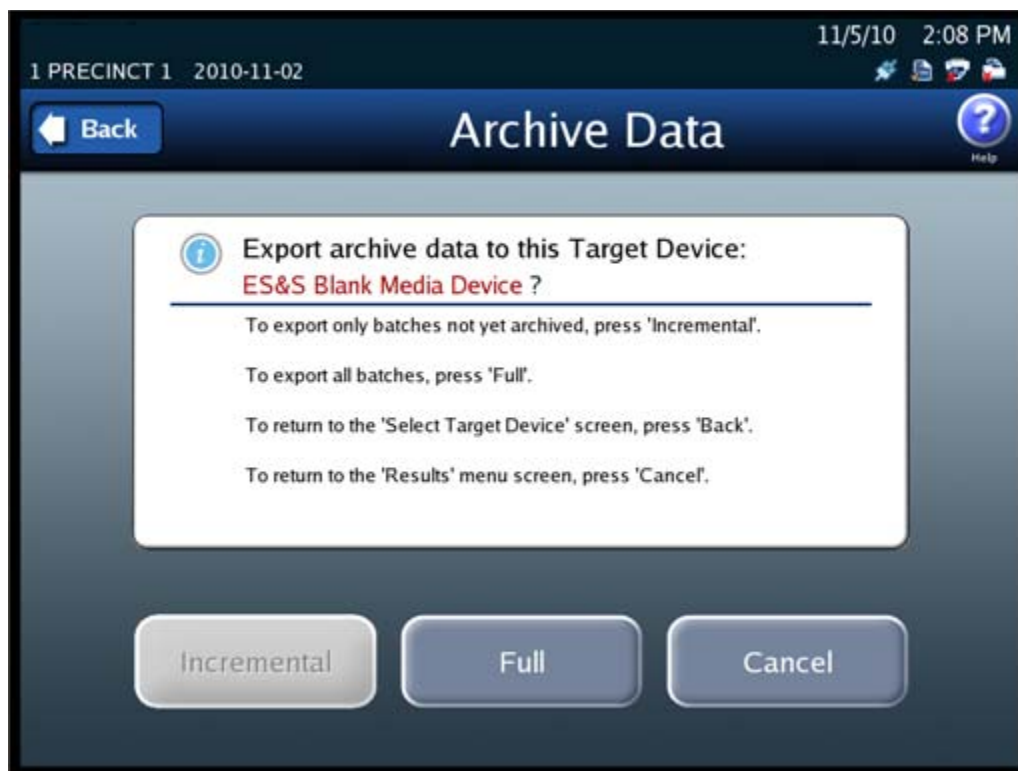 11/5/10 2:08 PM
1 PRECINCT 1 2010-11-02
Back
Archive Data
Help
Export archive data to this Target Device:
ES&S Blank Media Device ?
To export only batches not yet archived, press 'Incremental'.
To export all batches, press 'Full'.
To return to the 'Select Target Device' screen, press 'Back'.
To return to the 'Results' menu screen, press 'Cancel'.
Incremental
Full
Cancel